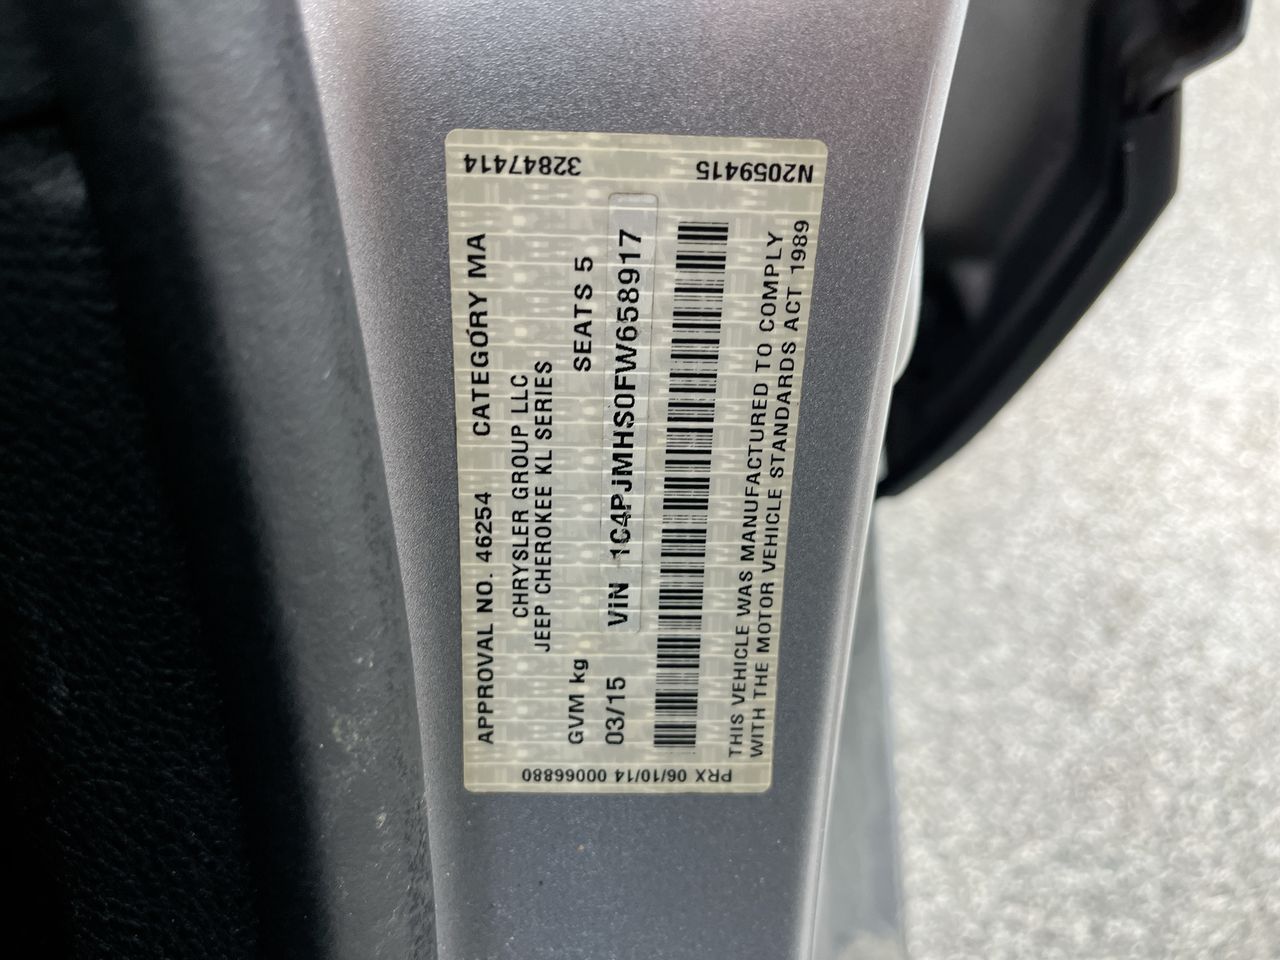 32847414
N2059415
APPROVAL NO. 46254 CATEGORY MA
CHRYSLER GROUP LLC
JEEP CHEROKEE KL SERIES
GVM kg SEATS 5
03/15 VIN 1C4PJMHS0FW658917
THIS VEHICLE WAS MANUFACTURED TO COMPLY
WITH THE MOTOR VEHICLE STANDARDS ACT 1989
PRX 06/10/14 00066880